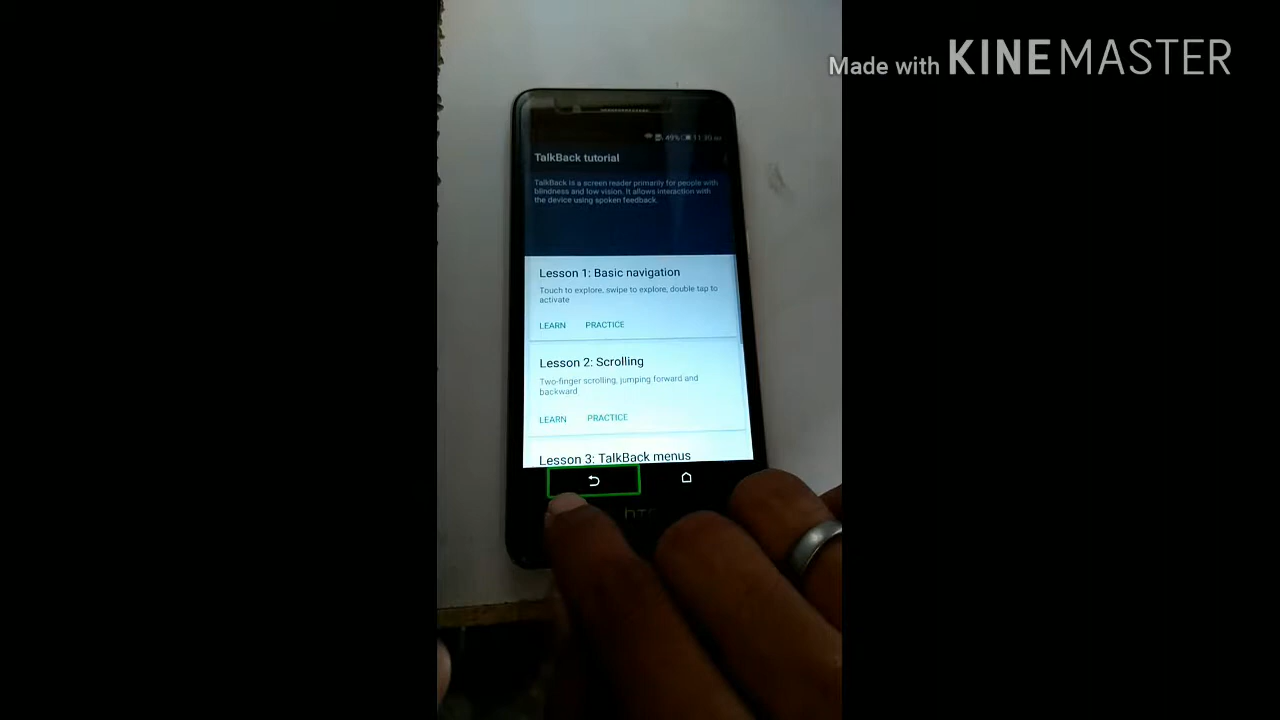 Made with KINEMASTER
49% 11:39
TalkBack tutorial
TalkBack is a screen reader primarily for people with
blindness and low vision. It allows interaction with
the device using spoken feedback.
Lesson 1: Basic navigation
Touch to explore, swipe to explore, double tap to
activate
LEARN PRACTICE
Lesson 2: Scrolling
Two-finger scrolling, jumping forward and
backward
LEARN PRACTICE
Lesson 3: TalkBack menus